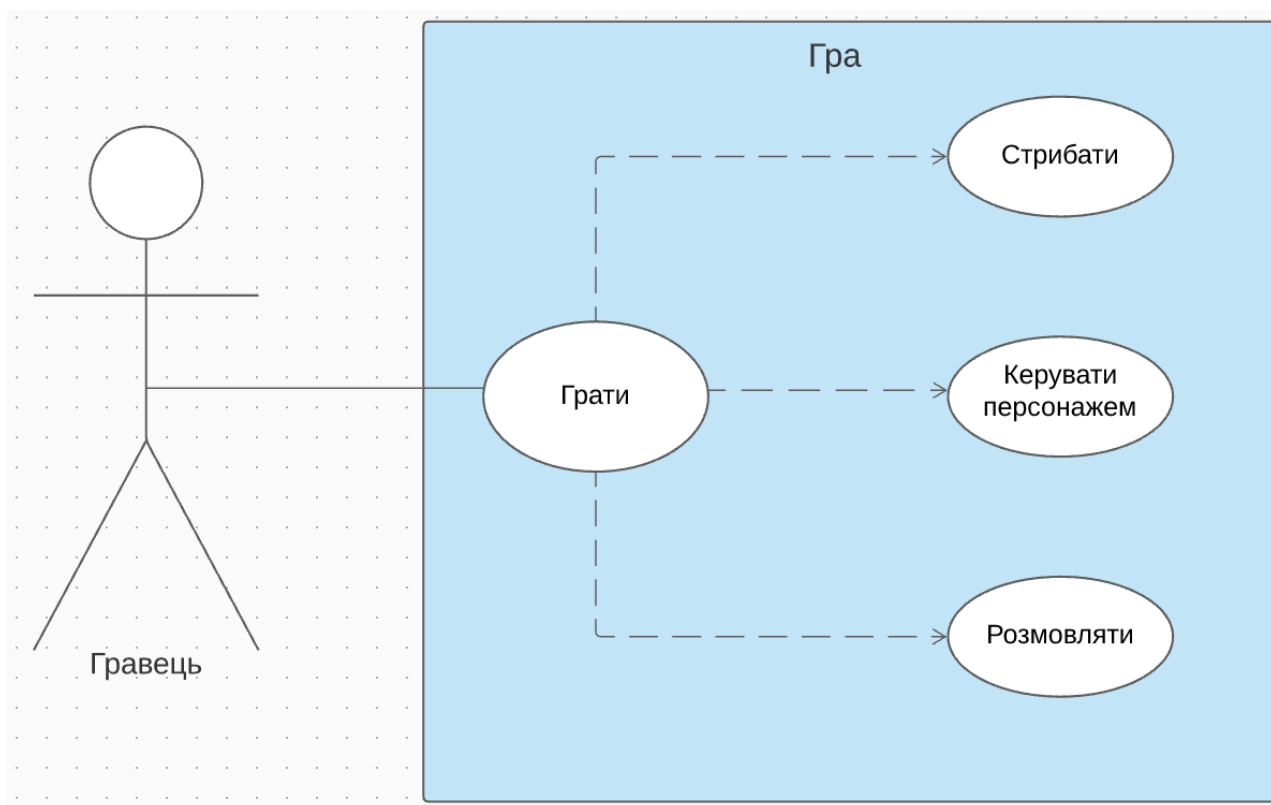 Гра
Стрибати
Грати
Керувати
персонажем
Розмовляти
Гравець